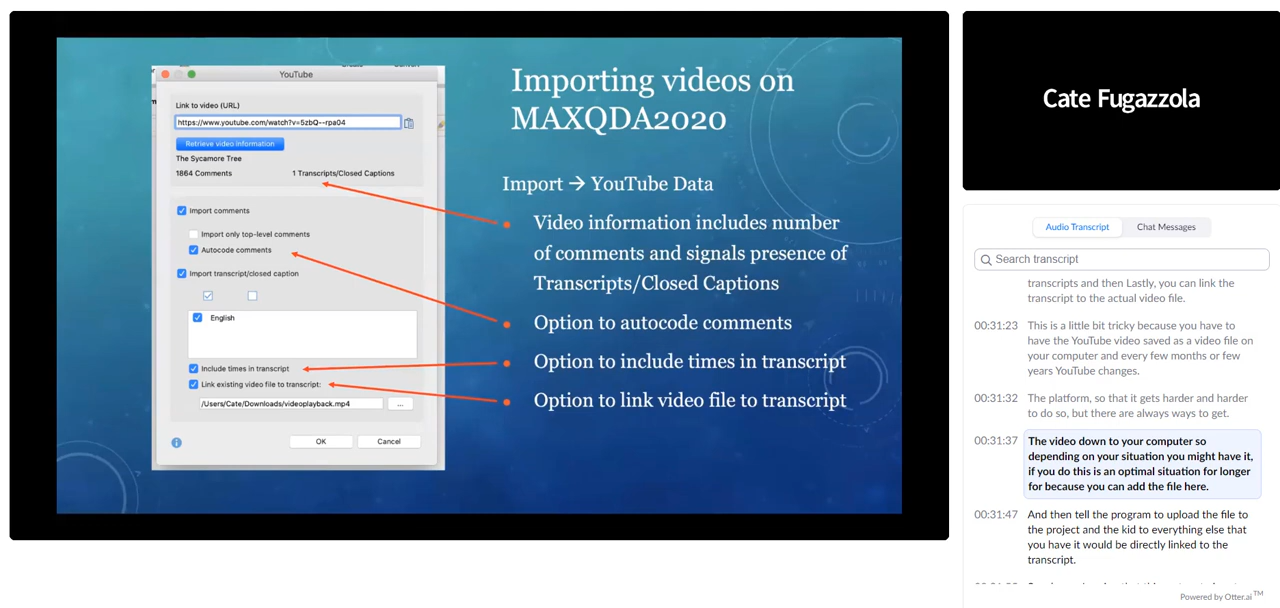 YouTube
Link to video (URL)
https://www.youtube.com/watch?v=5zbQ--rpa04
Retrieve video information
The Sycamore Tree
1864 Comments
1 Transcripts/Closed Captions
Import comments
Import only top-level comments
Autocode comments
Import transcript/closed caption
English
Include times in transcript
Link existing video file to transcript:
/Users/Cate/Downloads/videoplayback.mp4
...
OK
Cancel
Importing videos on
MAXQDA2020
Import → YouTube Data
Video information includes number
of comments and signals presence of
Transcripts/Closed Captions
Option to autocode comments
Option to include times in transcript
Option to link video file to transcript
Cate Fugazzola
Audio Transcript
Chat Messages
Search transcript
transcripts and then Lastly, you can link the
transcript to the actual video file.
00:31:23 This is a little bit tricky because you have to
have the YouTube video saved as a video file on
your computer and every few months or few
years YouTube changes.
00:31:32 The platform, so that it gets harder and harder
to do so, but there are always ways to get.
00:31:37 The video down to your computer so
depending on your situation you might have it,
if you do this is an optimal situation for longer
for because you can add the file here.
00:31:47 And then tell the program to upload the file to
the project and the kid to everything else that
you have it would be directly linked to the
transcript.
Powered by Otter.ai TM